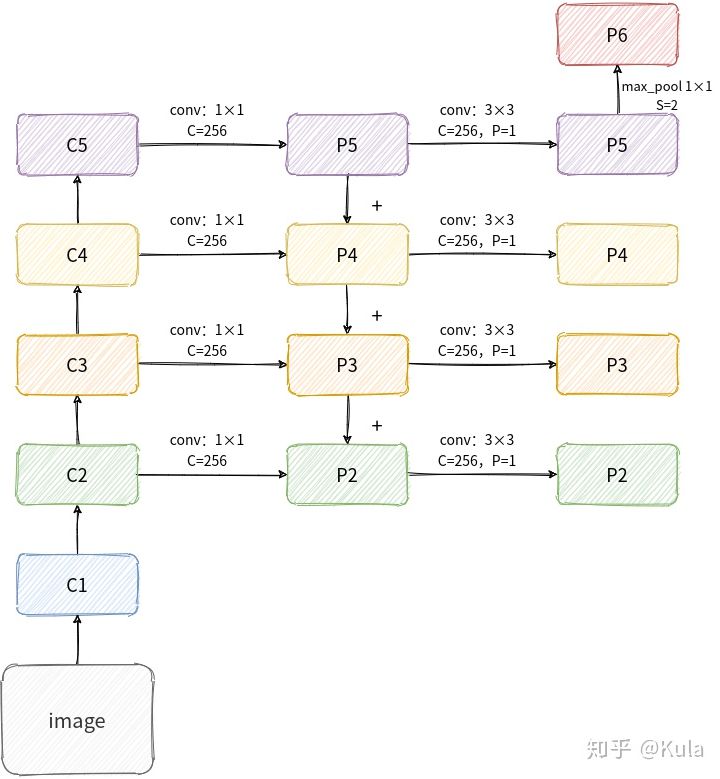 P6
max_pool 1×1
S=2
conv: 1×1
C=256
conv: 3×3
C=256, P=1
C5
P5
P5
+
conv: 1×1
C=256
conv: 3×3
C=256, P=1
C4
P4
P4
+
conv: 1×1
C=256
conv: 3×3
C=256, P=1
C3
P3
P3
+
conv: 1×1
C=256
conv: 3×3
C=256, P=1
C2
P2
P2
C1
image
知乎 @Kula